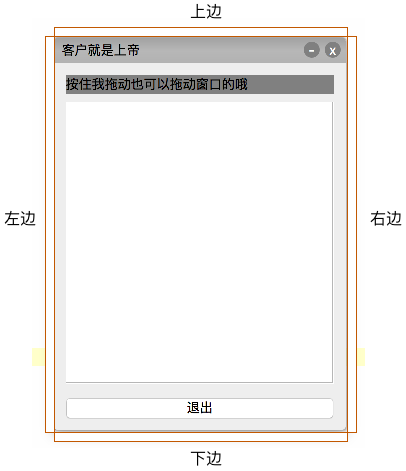 上边
客户就是上帝
- x
按住我拖动也可以拖动窗口的哦
左边
右边
退出
下边